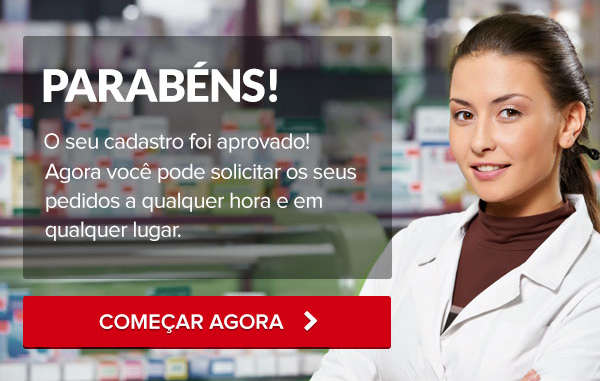 PARABÉNS!
O seu cadastro foi aprovado!
Agora você pode solicitar os seus
pedidos a qualquer hora e em
qualquer lugar.
COMEÇAR AGORA